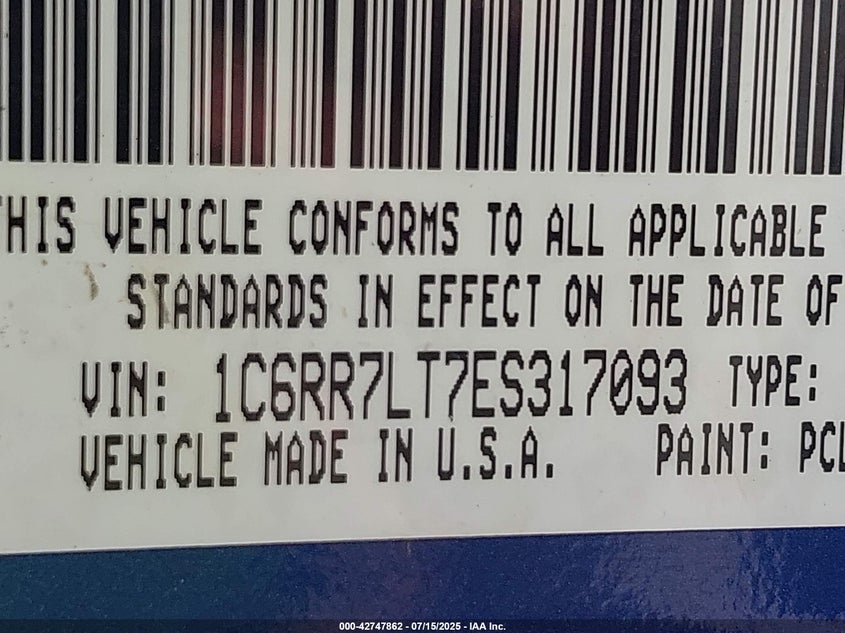 THIS VEHICLE CONFORMS TO ALL APPLICABLE
STANDARDS IN EFFECT ON THE DATE OF
VIN: 1C6RR7LT7ES317093 TYPE:
VEHICLE MADE IN U.S.A. PAINT: PCL
000-42747862 - 07/15/2025 - IAA Inc.